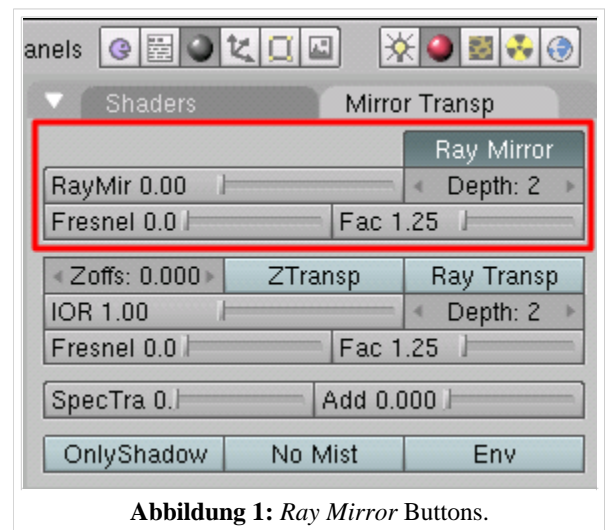 anels
Shaders Mirror Transp
Ray Mirror
RayMir 0.00 Depth: 2
Fresnel 0.0 Fac 1.25
Zoffs: 0.000 ZTransp Ray Transp
IOR 1.00 Depth: 2
Fresnel 0.0 Fac 1.25
SpecTra 0. Add 0.000
OnlyShadow No Mist Env
Abbildung 1: Ray Mirror Buttons.